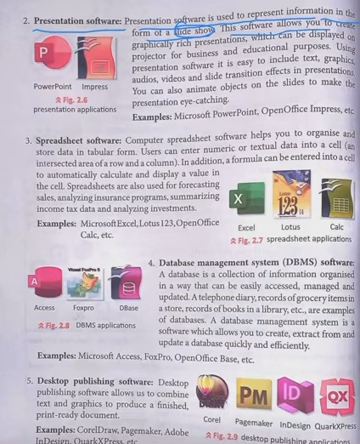 2. Presentation software: Presentation software is used to represent information in the
form of a slide show. This software allows you to create
graphically rich presentations, which can be displayed on
projector for business and educational purposes. Using
presentation software it is easy to include text, graphics,
audios, videos and slide transition effects in presentations.
You can also animate objects on the slides to make the
presentation eye-catching.
PowerPoint Impress
Fig. 2.6
presentation applications
Examples: Microsoft PowerPoint, OpenOffice Impress, etc
3. Spreadsheet software: Computer spreadsheet software helps you to organise and
store data in tabular form. Users can enter numeric or textual data into a cell (an
intersected area of a row and a column). In addition, a formula can be entered into a cell
to automatically calculate and display a value in
the cell. Spreadsheets are also used for forecasting
sales, analyzing insurance programs, summarizing
income tax data and analyzing investments.
Examples: Microsoft Excel, Lotus 123, OpenOffice
Calc, etc.
X
Lotus
123
Excel Lotus Calc
Fig. 2.7 spreadsheet applications
4. Database management system (DBMS) software:
A database is a collection of information organised
in a way that can be easily accessed, managed and
updated. A telephone diary, records of grocery items in
a store, records of books in a library, etc., are examples
of databases. A database management system is a
software which allows you to create, extract from and
update a database quickly and efficiently.
A
Visual FoxPro
Access Foxpro DBase
Fig. 2.8 DBMS applications
Examples: Microsoft Access, FoxPro, OpenOffice Base, etc.
5. Desktop publishing software: Desktop
publishing software allows us to combine
text and graphics to produce a finished,
print-ready document.
Examples: CorelDraw, Pagemaker, Adobe
InDesign, QuarkXPress, etc
PM
ID
QX
Corel Pagemaker InDesign QuarkXPress
Fig. 2.9 desktop publishing applications